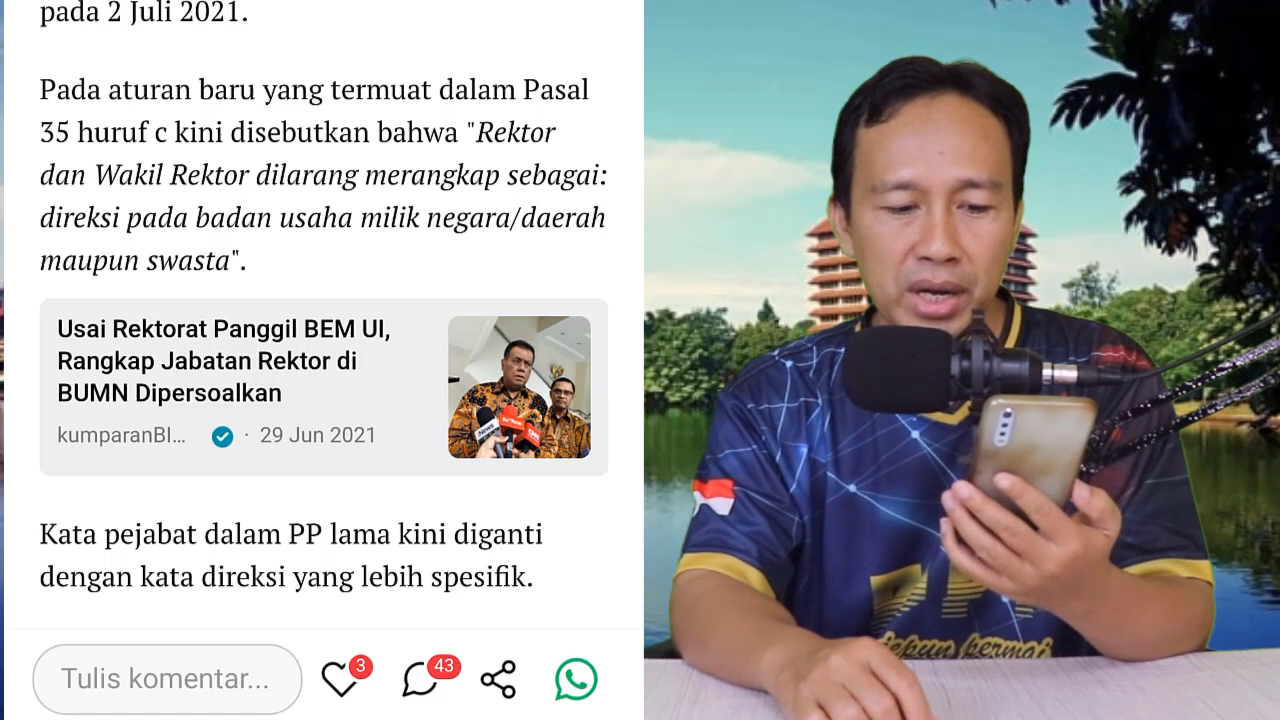 pada 2 Juli 2021.
Pada aturan baru yang termuat dalam Pasal
35 huruf c kini disebutkan bahwa "Rektor
dan Wakil Rektor dilarang merangkap sebagai:
direksi pada badan usaha milik negara/daerah
maupun swasta".
Usai Rektorat Panggil BEM UI,
Rangkap Jabatan Rektor di
BUMN Dipersoalkan
kumparanBI... · 29 Jun 2021
Kata pejabat dalam PP lama kini diganti
dengan kata direksi yang lebih spesifik.
Tulis komentar...
3
43
permai